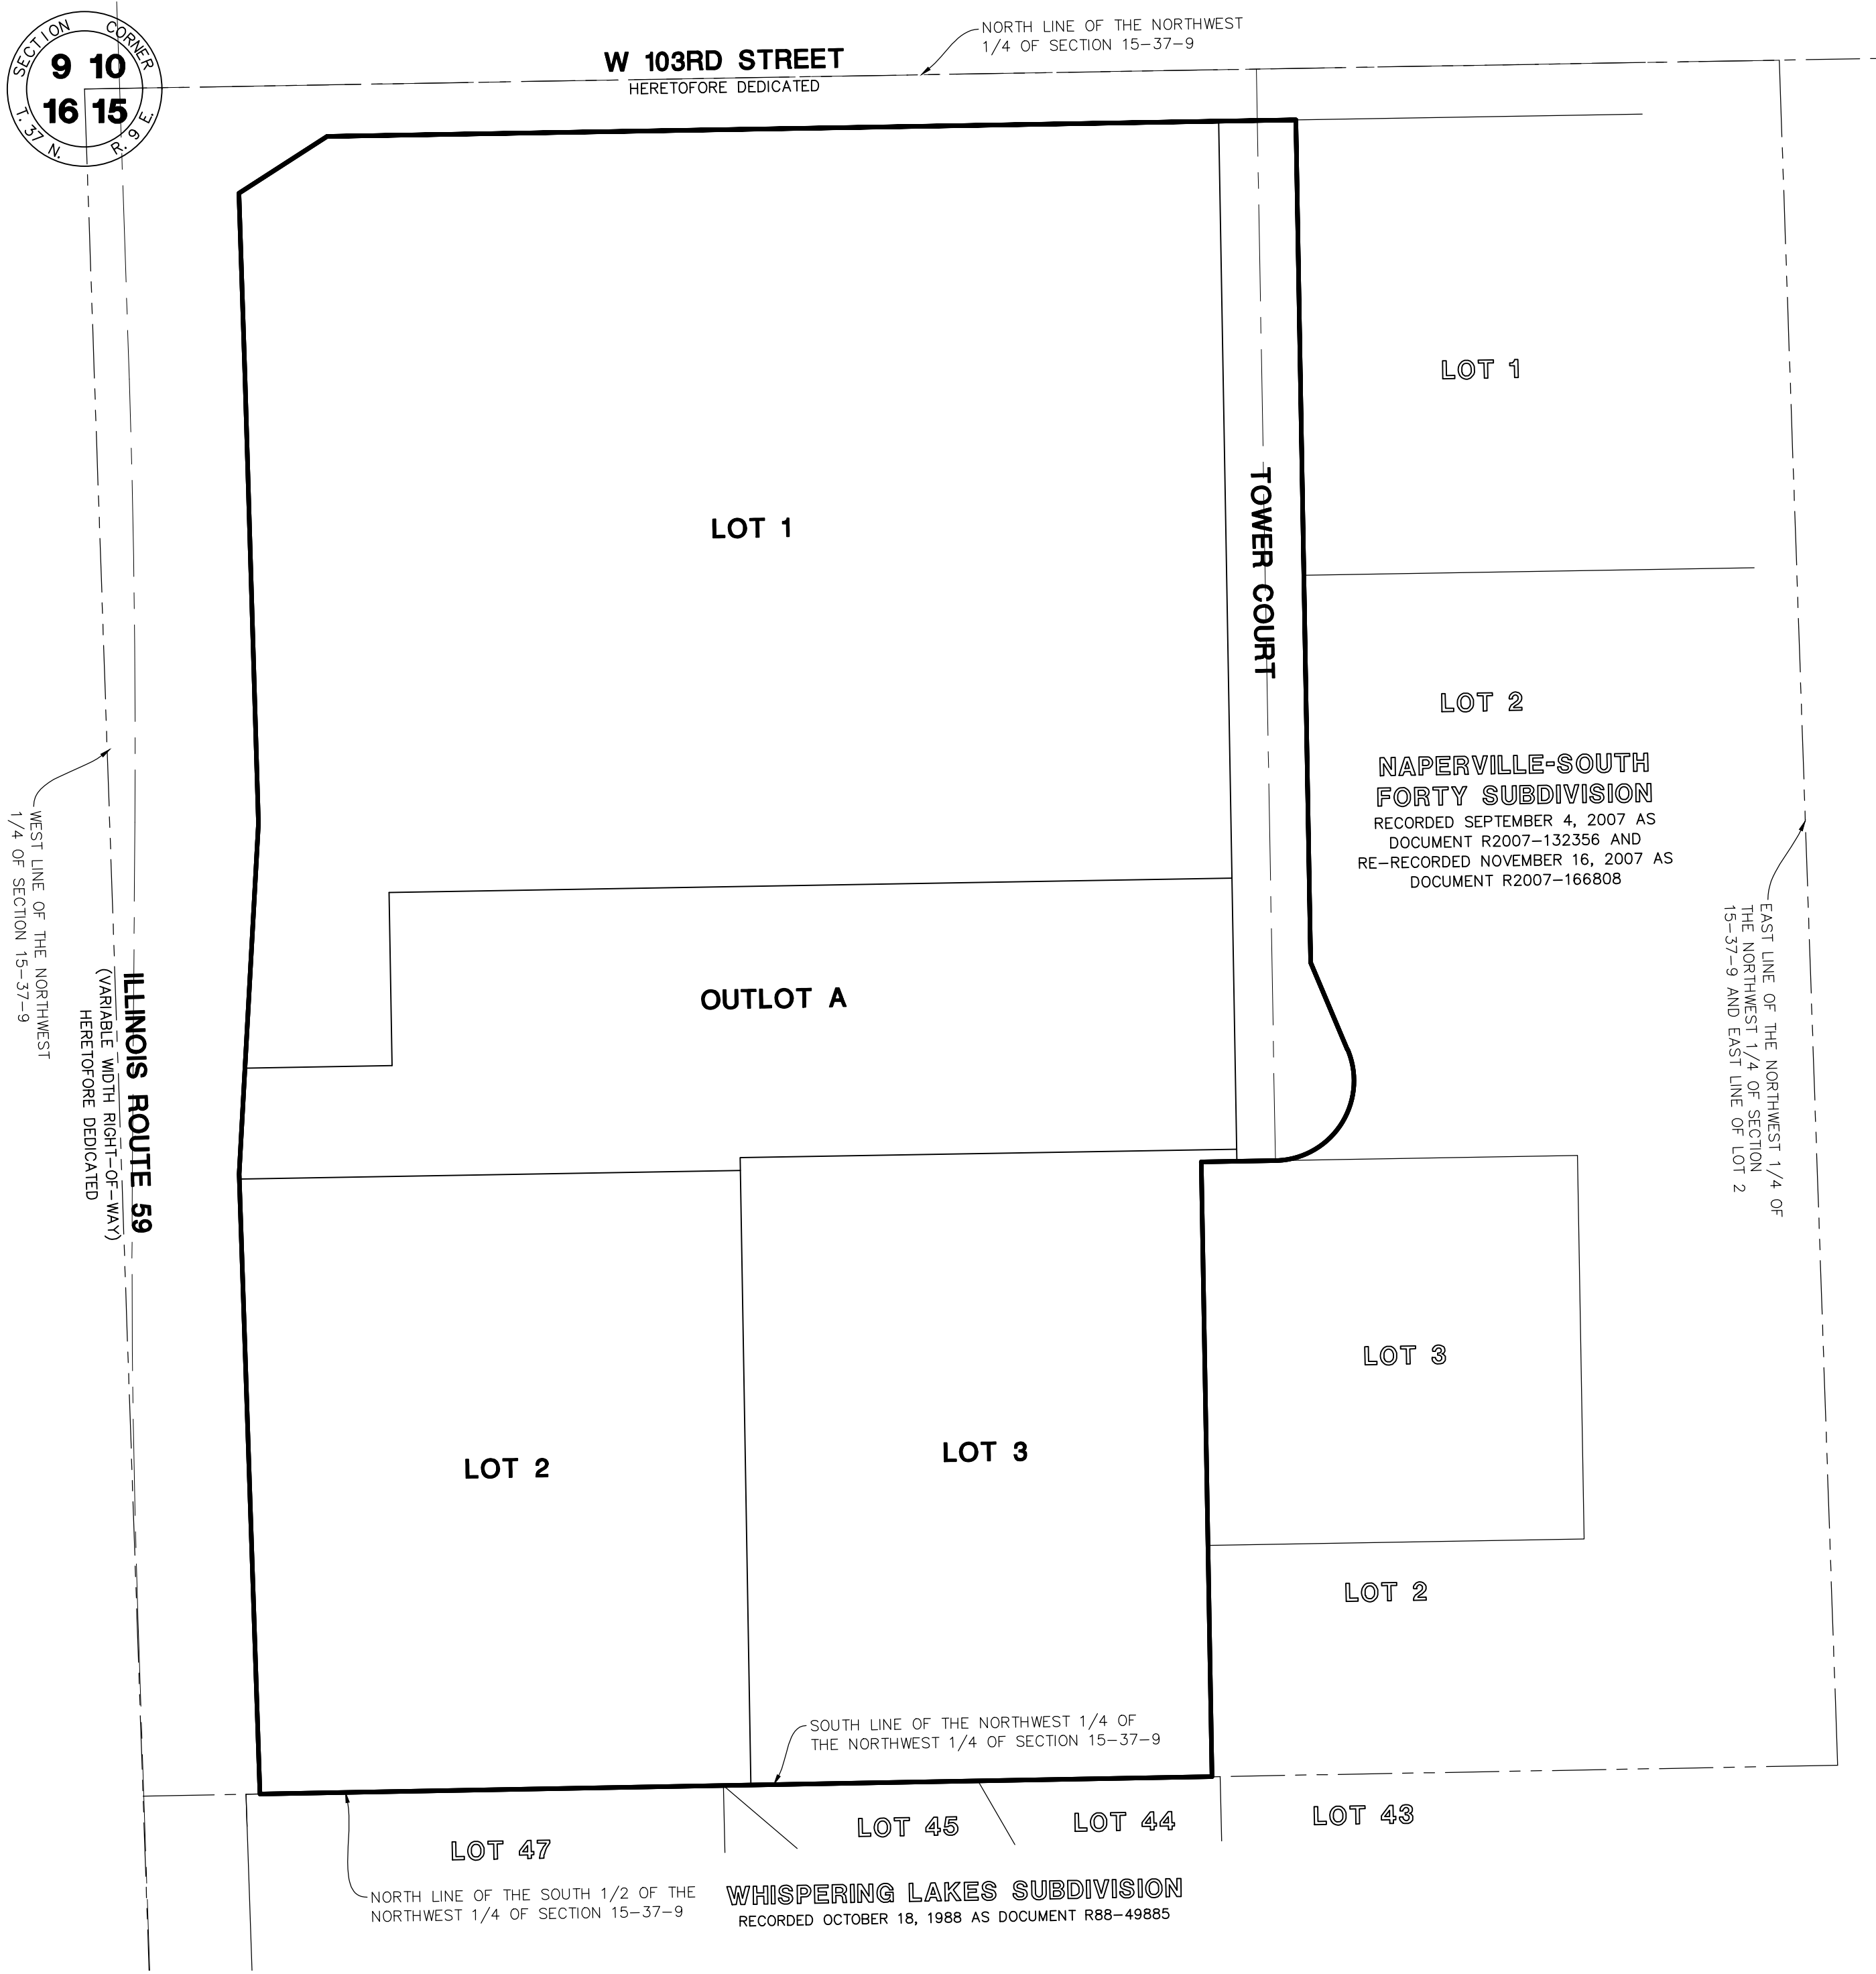 SECTION CORNER
9 10
16 15
T. 37 N. R. 9 E.
W 103RD STREET
HERETOFORE DEDICATED
NORTH LINE OF THE NORTHWEST
1/4 OF SECTION 15-37-9
LOT 1
TOWER COURT
LOT 1
LOT 2
NAPERVILLE-SOUTH
FORTY SUBDIVISION
RECORDED SEPTEMBER 4, 2007 AS
DOCUMENT R2007-132356 AND
RE-RECORDED NOVEMBER 16, 2007 AS
DOCUMENT R2007-166808
WEST LINE OF THE NORTHWEST
1/4 OF SECTION 15-37-9
ILLINOIS ROUTE 59
(VARIABLE WIDTH RIGHT-OF-WAY)
HERETOFORE DEDICATED
OUTLOT A
EAST LINE OF THE NORTHWEST 1/4 OF
THE NORTHWEST 1/4 OF SECTION
15-37-9 AND EAST LINE OF LOT 2
LOT 2
LOT 3
LOT 3
LOT 2
SOUTH LINE OF THE NORTHWEST 1/4 OF
THE NORTHWEST 1/4 OF SECTION 15-37-9
LOT 47
LOT 45
LOT 44
LOT 43
NORTH LINE OF THE SOUTH 1/2 OF THE
NORTHWEST 1/4 OF SECTION 15-37-9
WHISPERING LAKES SUBDIVISION
RECORDED OCTOBER 18, 1988 AS DOCUMENT R88-49885